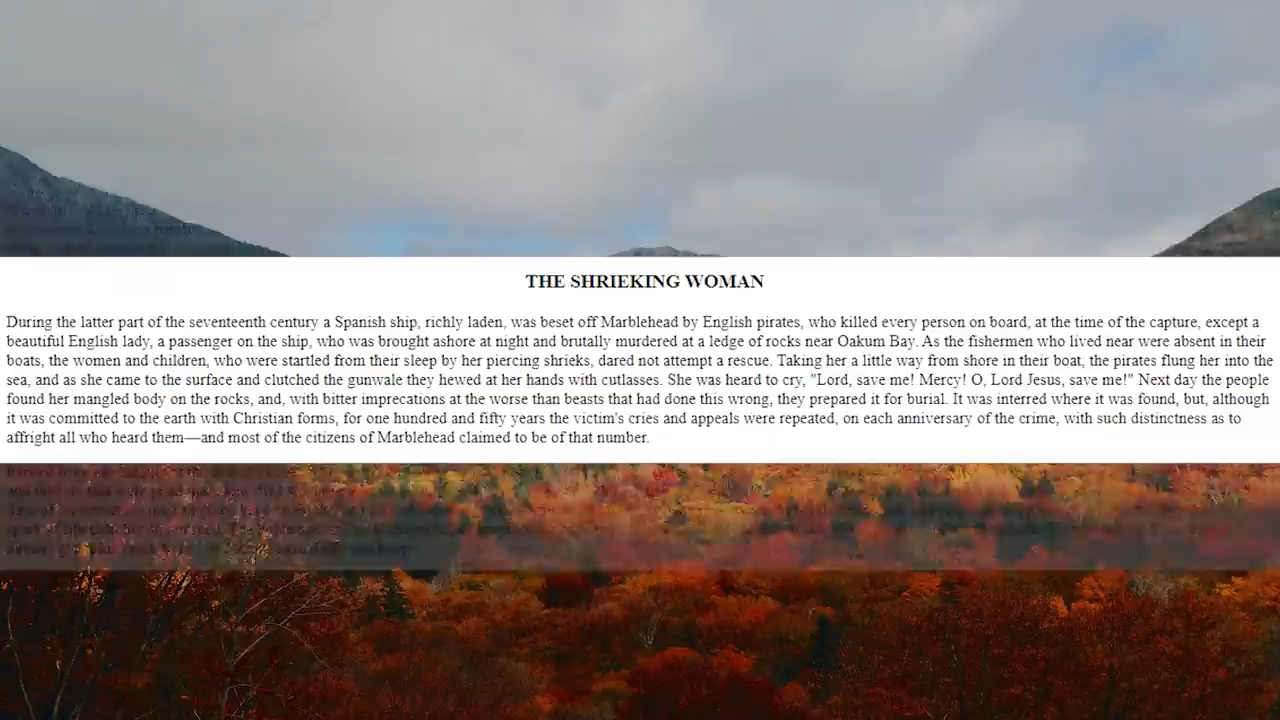 THE SHRIEKING WOMAN
During the latter part of the seventeenth century a Spanish ship, richly laden, was beset off Marblehead by English pirates, who killed every person on board, at the time of the capture, except a
beautiful English lady, a passenger on the ship, who was brought ashore at night and brutally murdered at a ledge of rocks near Oakum Bay. As the fishermen who lived near were absent in their
boats, the women and children, who were startled from their sleep by her piercing shrieks, dared not attempt a rescue. Taking her a little way from shore in their boat, the pirates flung her into the
sea, and as she came to the surface and clutched the gunwale they hewed at her hands with cutlasses. She was heard to cry, "Lord, save me! Mercy! O, Lord Jesus, save me!" Next day the people
found her mangled body on the rocks, and, with bitter imprecations at the worse than beasts that had done this wrong, they prepared it for burial. It was interred where it was found, but, although
it was committed to the earth with Christian forms, for one hundred and fifty years the victim's cries and appeals were repeated, on each anniversary of the crime, with such distinctness as to
affright all who heard them—and most of the citizens of Marblehead claimed to be of that number.